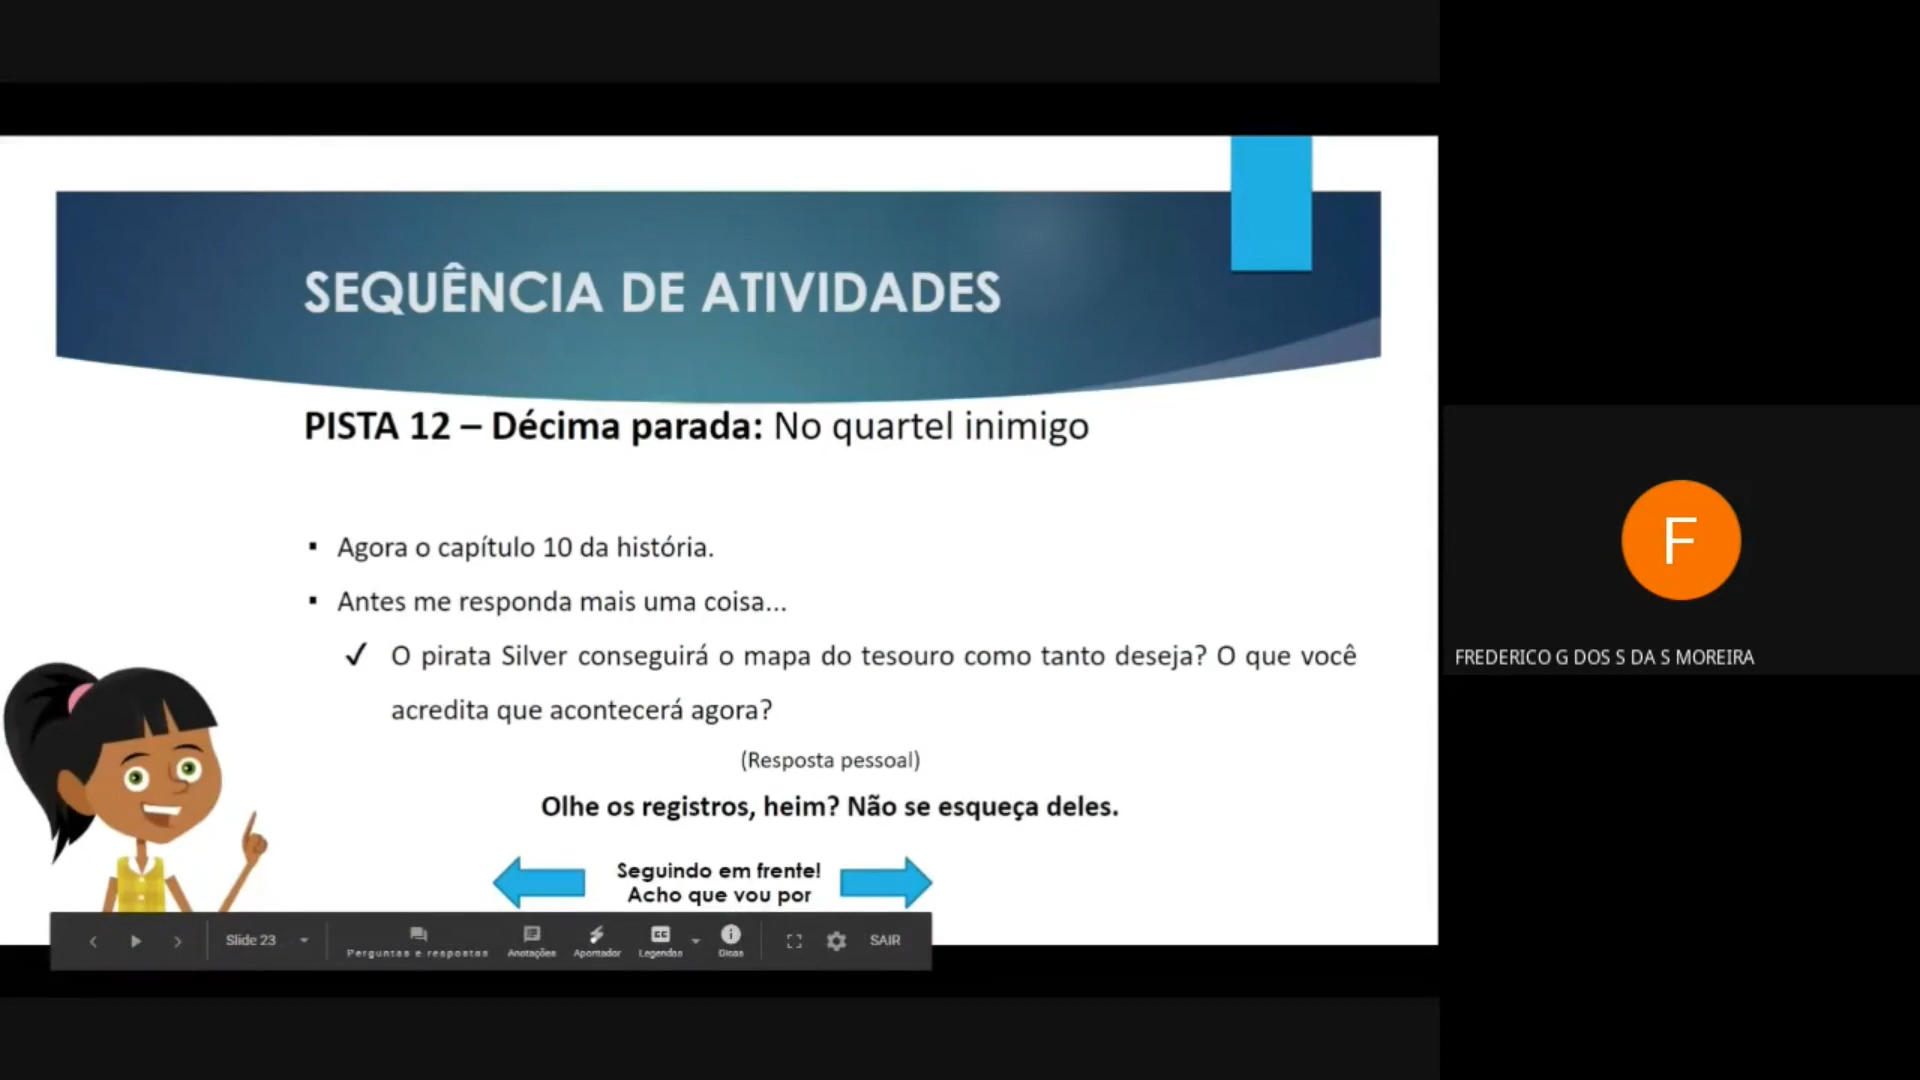 SEQUÊNCIA DE ATIVIDADES
PISTA 12 – Décima parada: No quartel inimigo
▪ Agora o capítulo 10 da história.
▪ Antes me responda mais uma coisa...
✓ O pirata Silver conseguirá o mapa do tesouro como tanto deseja? O que você
acredita que acontecerá agora?
(Resposta pessoal)
Olhe os registros, heim? Não se esqueça deles.
Seguindo em frente!
Acho que vou por
Slide 23
Perguntas e respostas
Anotações
Apontador
CC
Legendas
Dicas
SAIR
F
FREDERICO G DOS S DA S MOREIRA